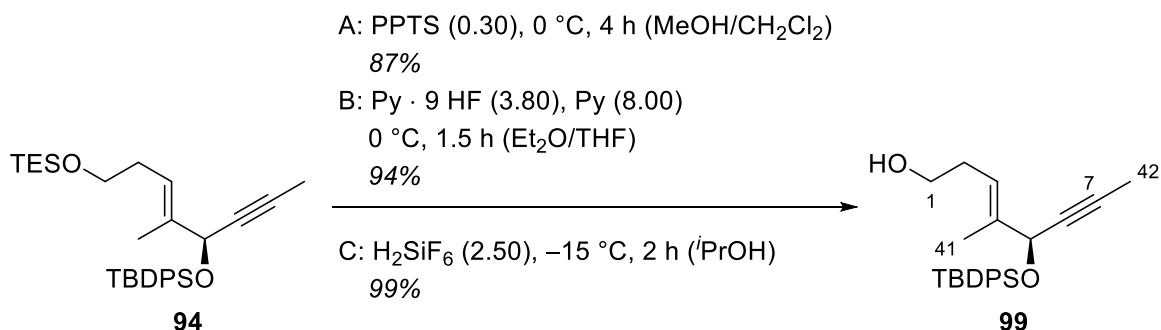 A: PPTS (0.30), 0 °C, 4 h (MeOH/CH₂Cl₂)
87%
B: Py · 9 HF (3.80), Py (8.00)
0 °C, 1.5 h (Et₂O/THF)
94%
C: H₂SiF₆ (2.50), –15 °C, 2 h (ⁱPrOH)
99%
TESO
TBDPSO
94
HO
1
7
42
41
TBDPSO
99